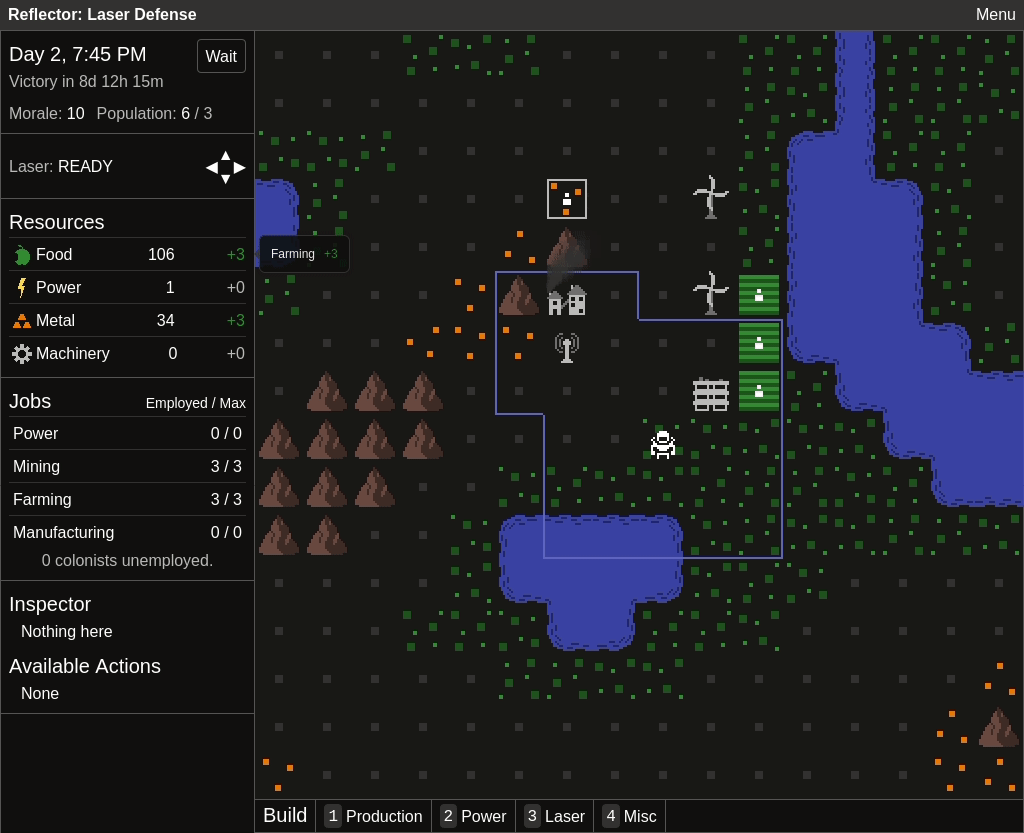 Reflector: Laser Defense
Menu
Day 2, 7:45 PM
Wait
Victory in 8d 12h 15m
Morale: 10 Population: 6 / 3
Laser: READY
Resources
Food 106 +3
Farming +3
Power 1 +0
Metal 34 +3
Machinery 0 +0
Jobs
Employed / Max
Power 0 / 0
Mining 3 / 3
Farming 3 / 3
Manufacturing 0 / 0
0 colonists unemployed.
Inspector
Nothing here
Available Actions
None
Build 1 Production 2 Power 3 Laser 4 Misc